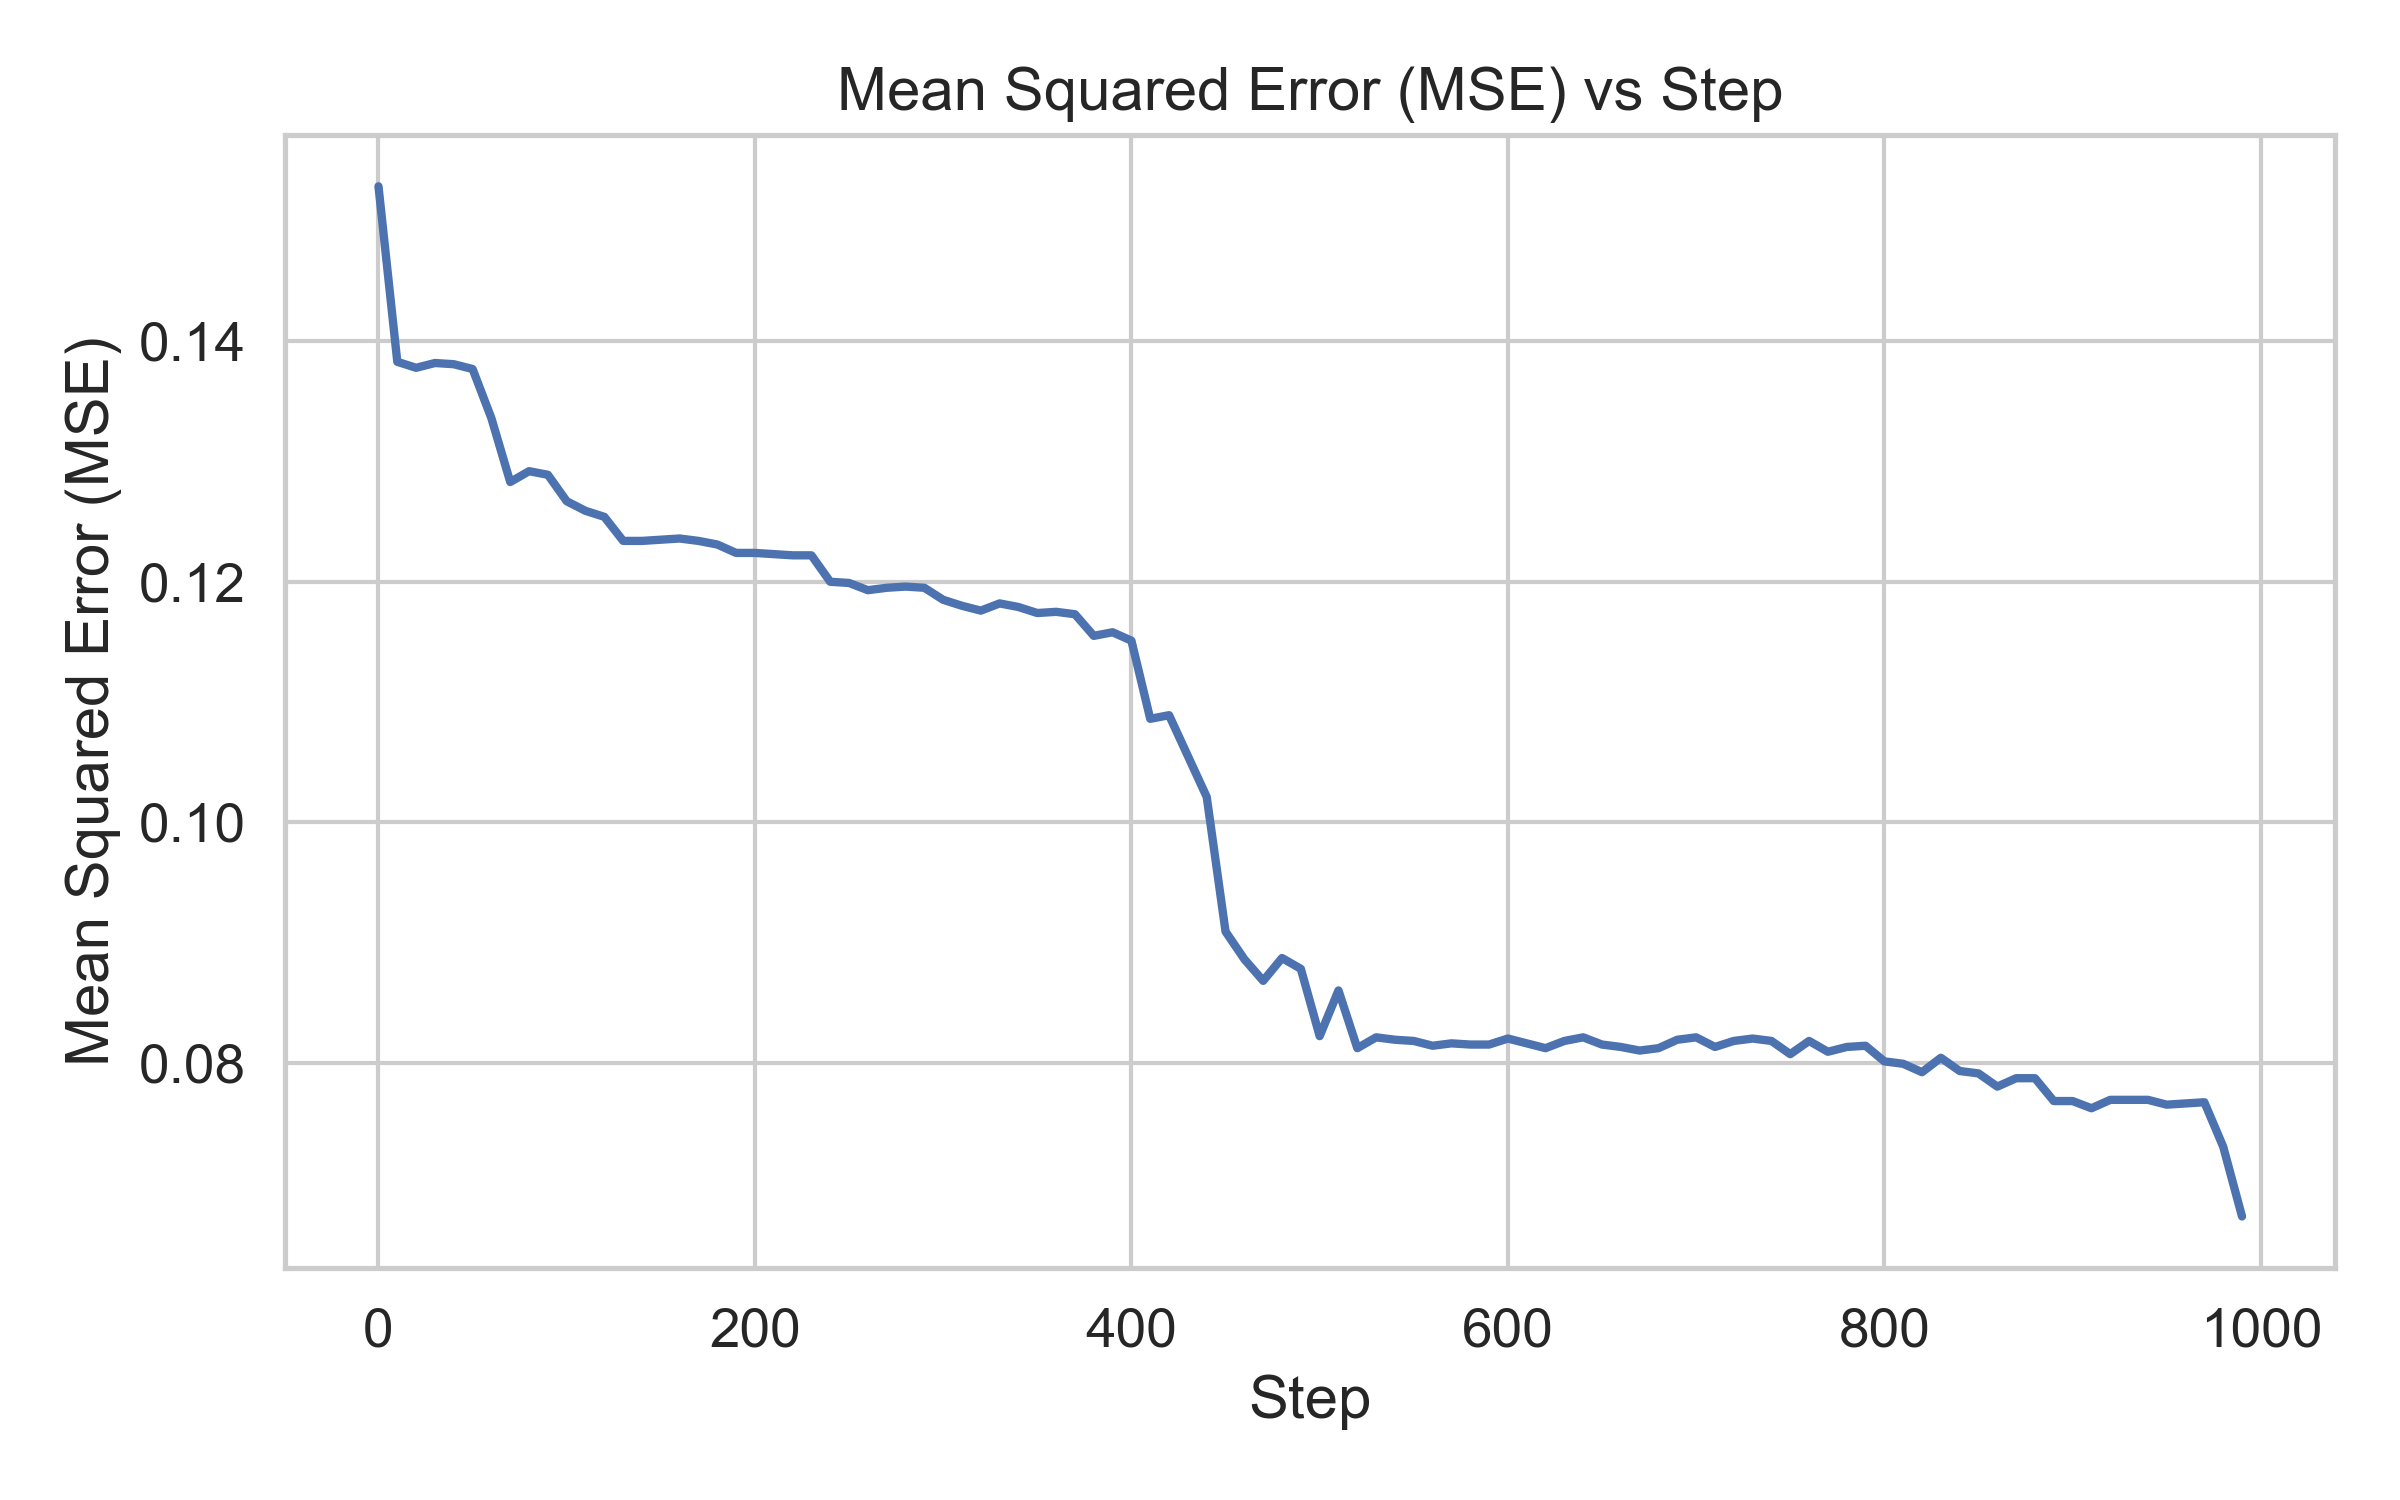 Mean Squared Error (MSE) vs Step
Mean Squared Error (MSE)
0.14
0.12
0.10
0.08
0 200 400 600 800 1000
Step